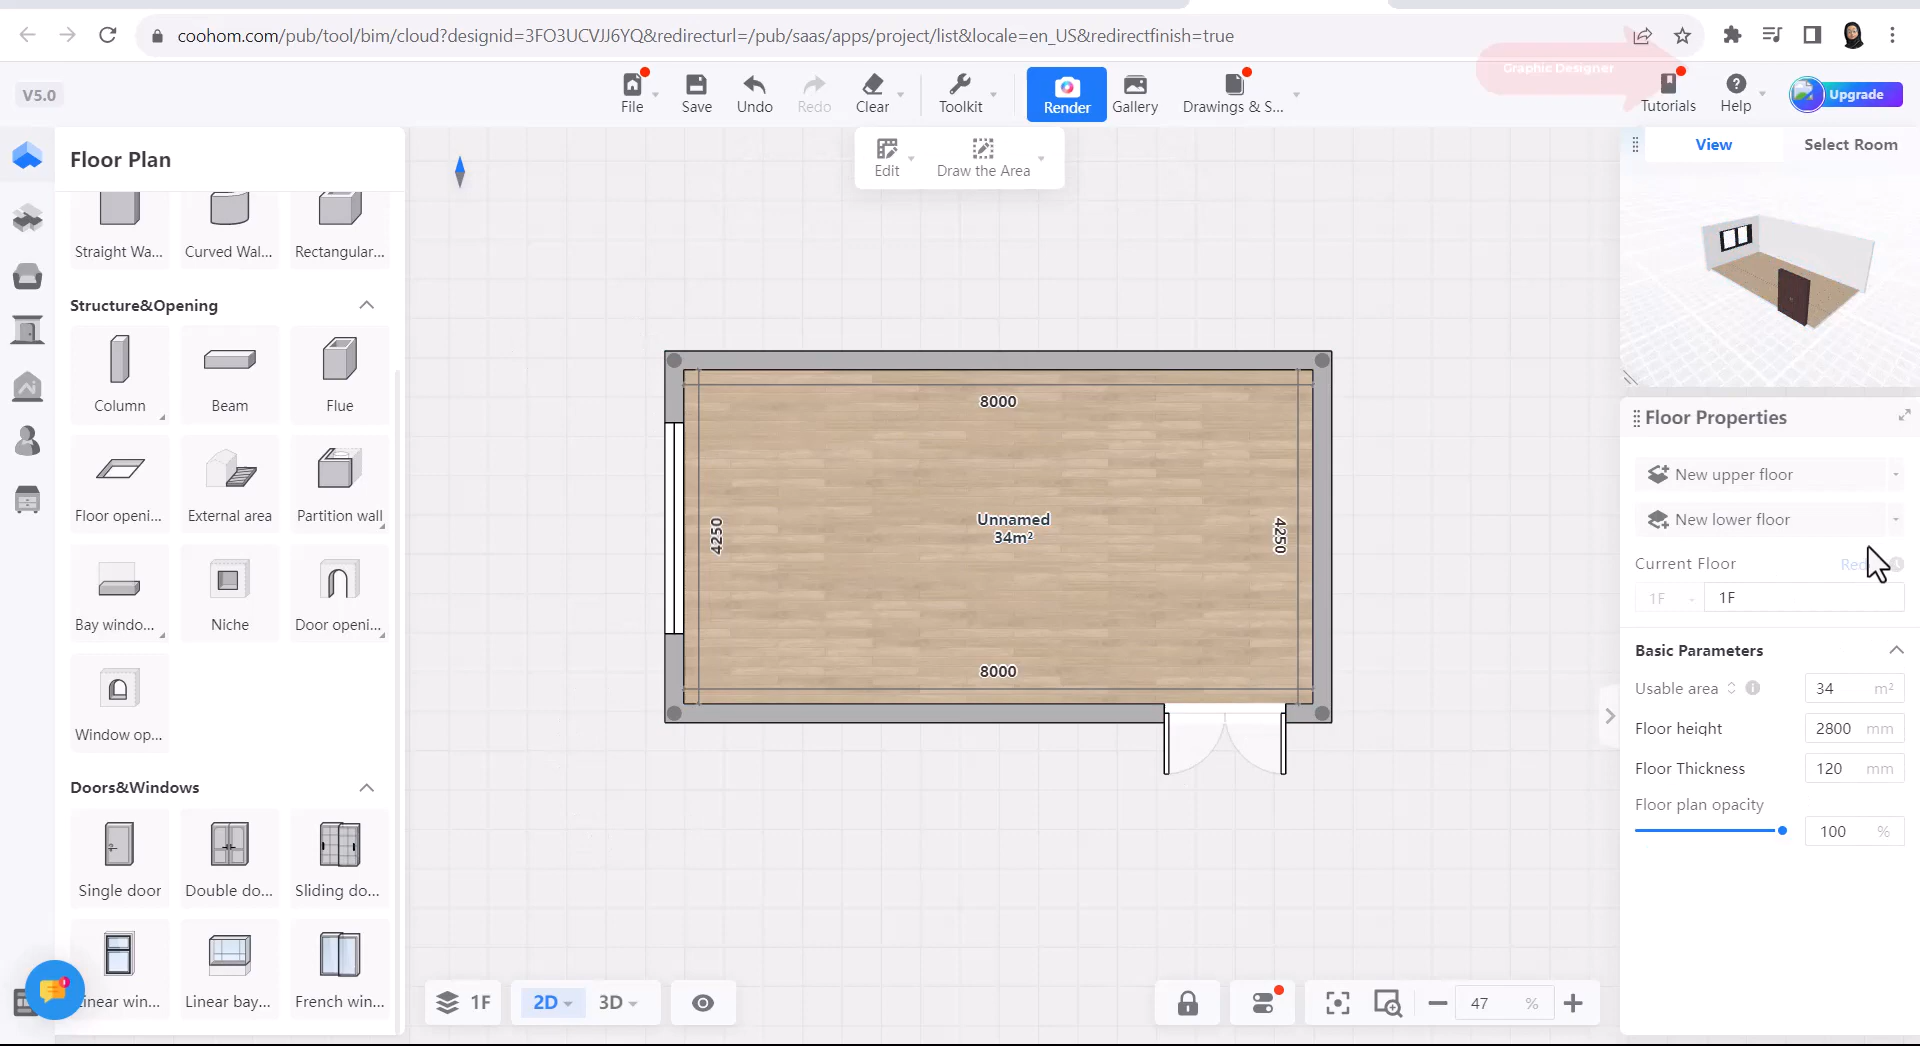 coohom.com/pub/tool/bim/cloud?designid=3FO3UCVJJ6YQ&redirecturl=/pub/saas/apps/project/list&locale=en_US&redirectfinish=true
Graphic Designer
V5.0
File
Save
Undo
Redo
Clear
Toolkit
Render
Gallery
Drawings & S...
Tutorials
Help
Upgrade
Floor Plan
Edit
Draw the Area
View
Select Room
Straight Wa...
Curved Wal...
Rectangular...
Structure&Opening
Column
Beam
Flue
Floor openi...
External area
Partition wall
Bay windo...
Niche
Door openi...
Window op...
Doors&Windows
Single door
Double do...
Sliding do...
Linear bay...
French win...
8000
4250
Unnamed
34m²
4250
8000
Floor Properties
New upper floor
New lower floor
Current Floor
1F
1F
Basic Parameters
Usable area
34 m²
Floor height
2800 mm
Floor Thickness
120 mm
Floor plan opacity
100 %
1F
2D
3D
47 %